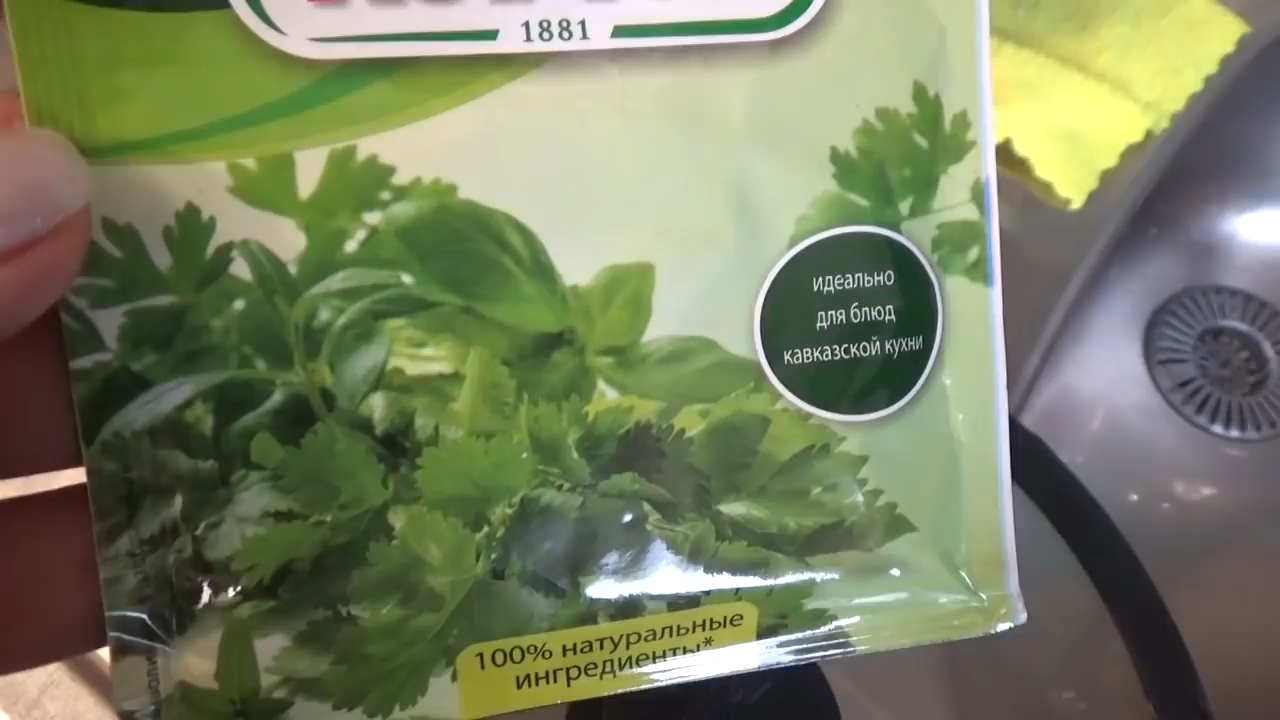 1881
идеально
для блюд
кавказской кухни
100% натуральные
ингредиенты*